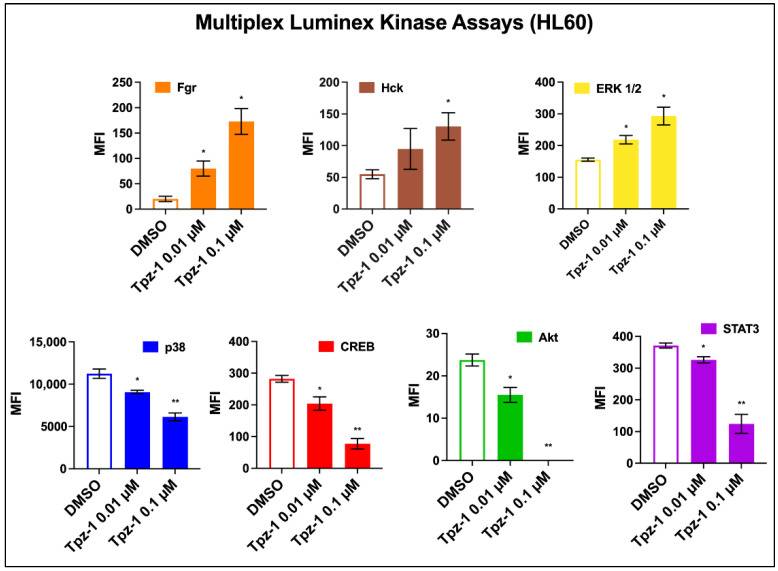 Multiplex Luminex Kinase Assays (HL60)
Fgr
MFI
250
200
150
100
50
0
*
*
DMSO
Tpz-1 0.01 µM
Tpz-1 0.1 µM
Hck
MFI
200
150
100
50
0
*
DMSO
Tpz-1 0.01 µM
Tpz-1 0.1 µM
ERK 1/2
MFI
400
300
200
100
0
*
*
DMSO
Tpz-1 0.01 µM
Tpz-1 0.1 µM
p38
MFI
15,000
10,000
5000
0
*
**
DMSO
Tpz-1 0.01 µM
Tpz-1 0.1 µM
CREB
MFI
400
300
200
100
0
*
**
DMSO
Tpz-1 0.01 µM
Tpz-1 0.1 µM
Akt
MFI
30
20
10
0
*
**
DMSO
Tpz-1 0.01 µM
Tpz-1 0.1 µM
STAT3
MFI
400
300
200
100
0
*
**
DMSO
Tpz-1 0.01 µM
Tpz-1 0.1 µM